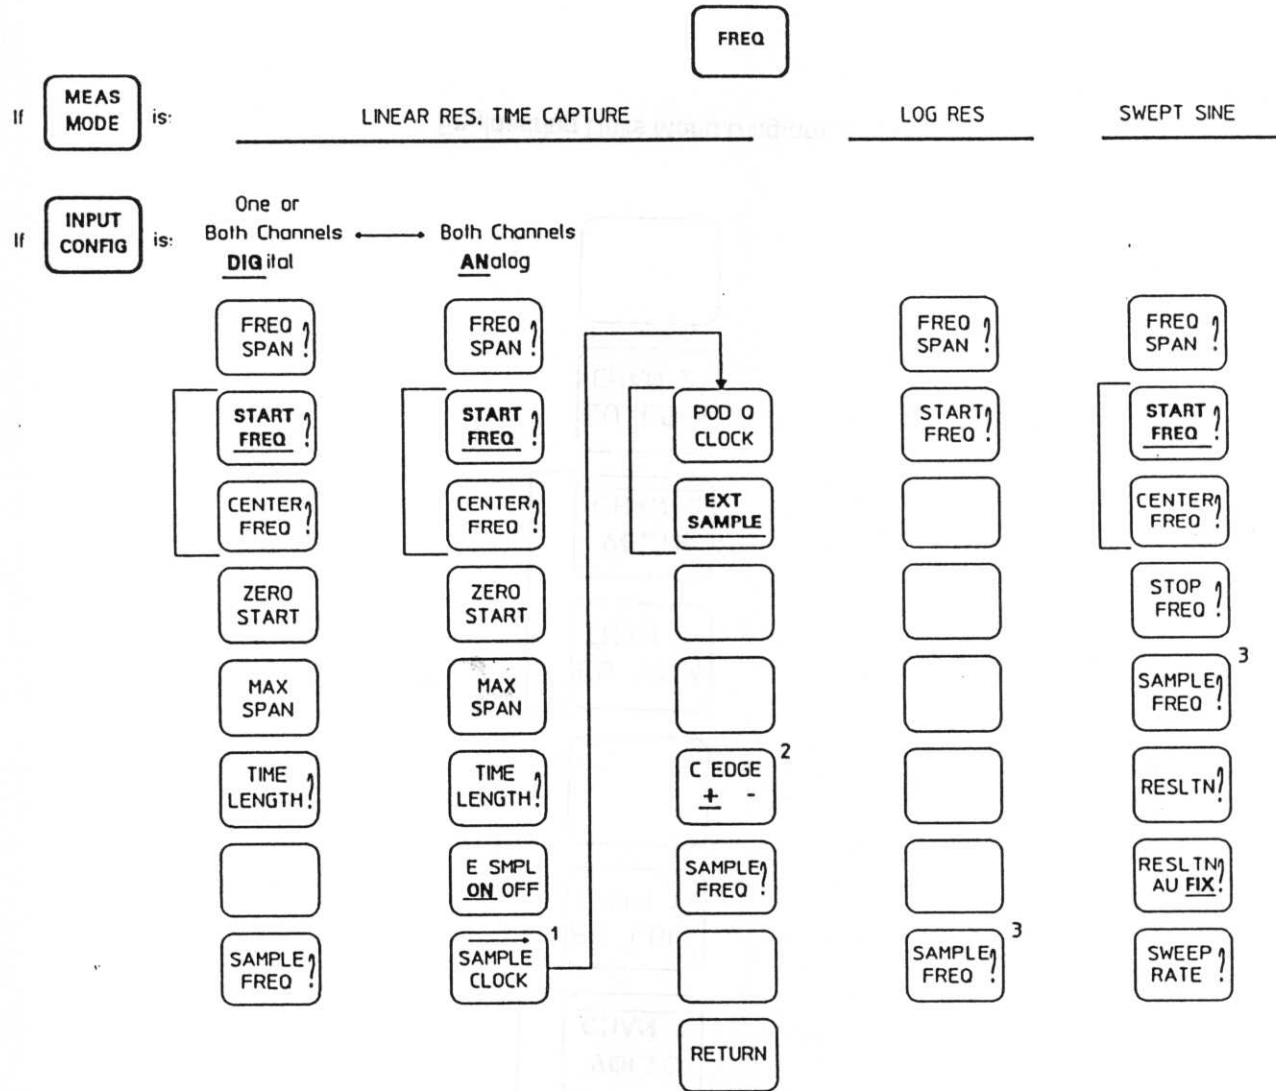 FREQ
If MEAS MODE is: LINEAR RES, TIME CAPTURE LOG RES SWEPT SINE
If INPUT CONFIG is:
One or
Both Channels
DIGital
Both Channels
ANalog
FREQ
SPAN?
START
FREQ?
CENTER
FREQ?
ZERO
START
MAX
SPAN
TIME
LENGTH?
SAMPLE
FREQ?
FREQ
SPAN?
START
FREQ?
CENTER
FREQ?
ZERO
START
MAX
SPAN
TIME
LENGTH?
E SMPL
ON OFF
SAMPLE
CLOCK
1
POD Q
CLOCK
EXT
SAMPLE
C EDGE
+ -
2
SAMPLE
FREQ?
RETURN
FREQ
SPAN?
START
FREQ?
SAMPLE
FREQ?
3
FREQ
SPAN?
START
FREQ?
CENTER
FREQ?
STOP
FREQ?
SAMPLE
FREQ?
3
RESLTN?
RESLTN
AU FIX?
SWEEP
RATE?